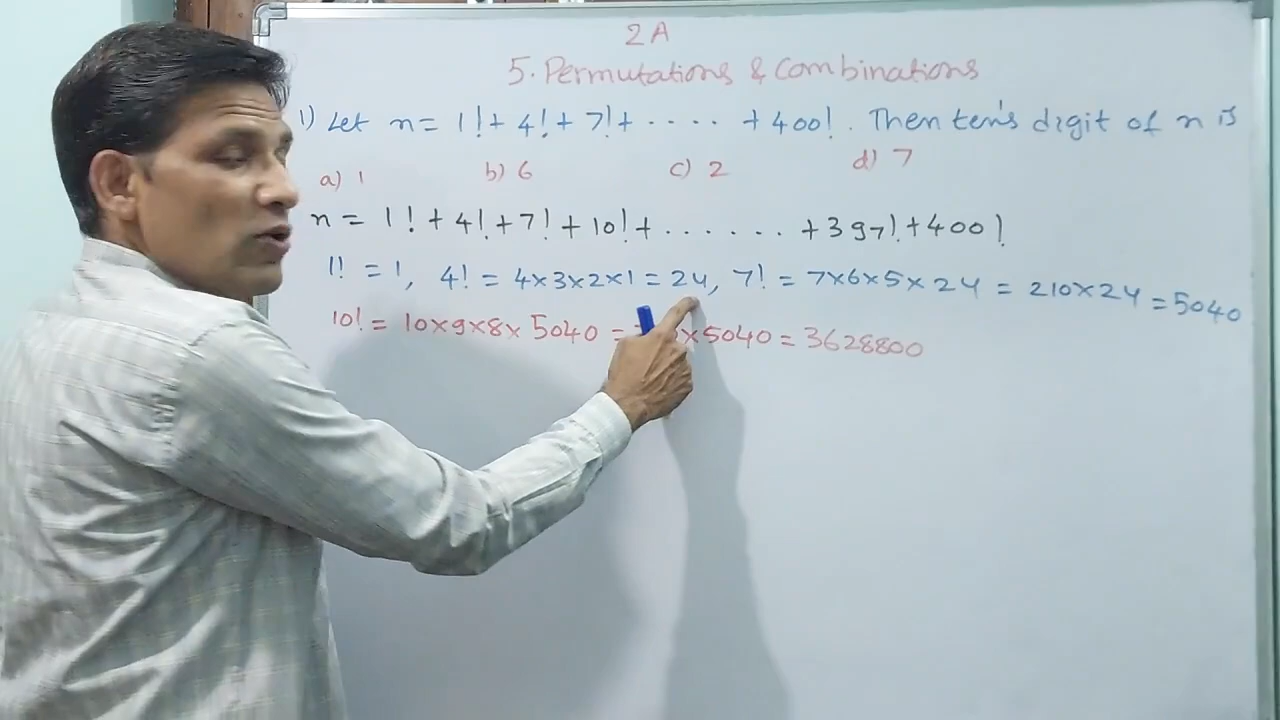 2A
5. Permutations & Combinations
1) Let n = 1! + 4! + 7! + . . . . + 400! . Then ten's digit of n is
a) 1 b) 6 c) 2 d) 7
n = 1! + 4! + 7! + 10! + . . . . . . . + 397! + 400!
1! = 1, 4! = 4×3×2×1 = 24, 7! = 7×6×5×24 = 210×24 = 5040
10! = 10×9×8× 5040 = ×5040 = 3628800